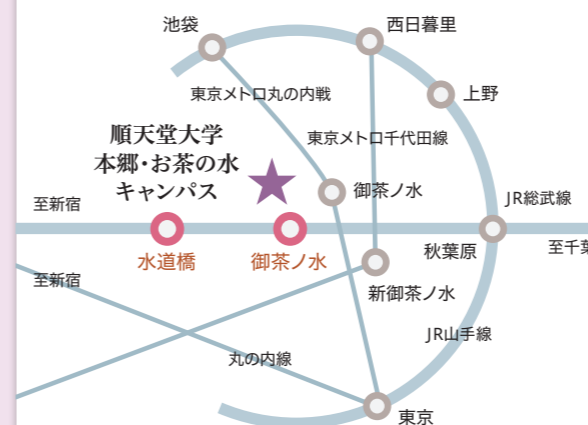 池袋
西日暮里
東京メトロ丸の内戦
上野
順天堂大学
本郷・お茶の水
キャンパス
東京メトロ千代田線
御茶ノ水
至新宿
JR総武線
水道橋
御茶ノ水
秋葉原
至千葉
至新宿
新御茶ノ水
JR山手線
丸の内線
東京